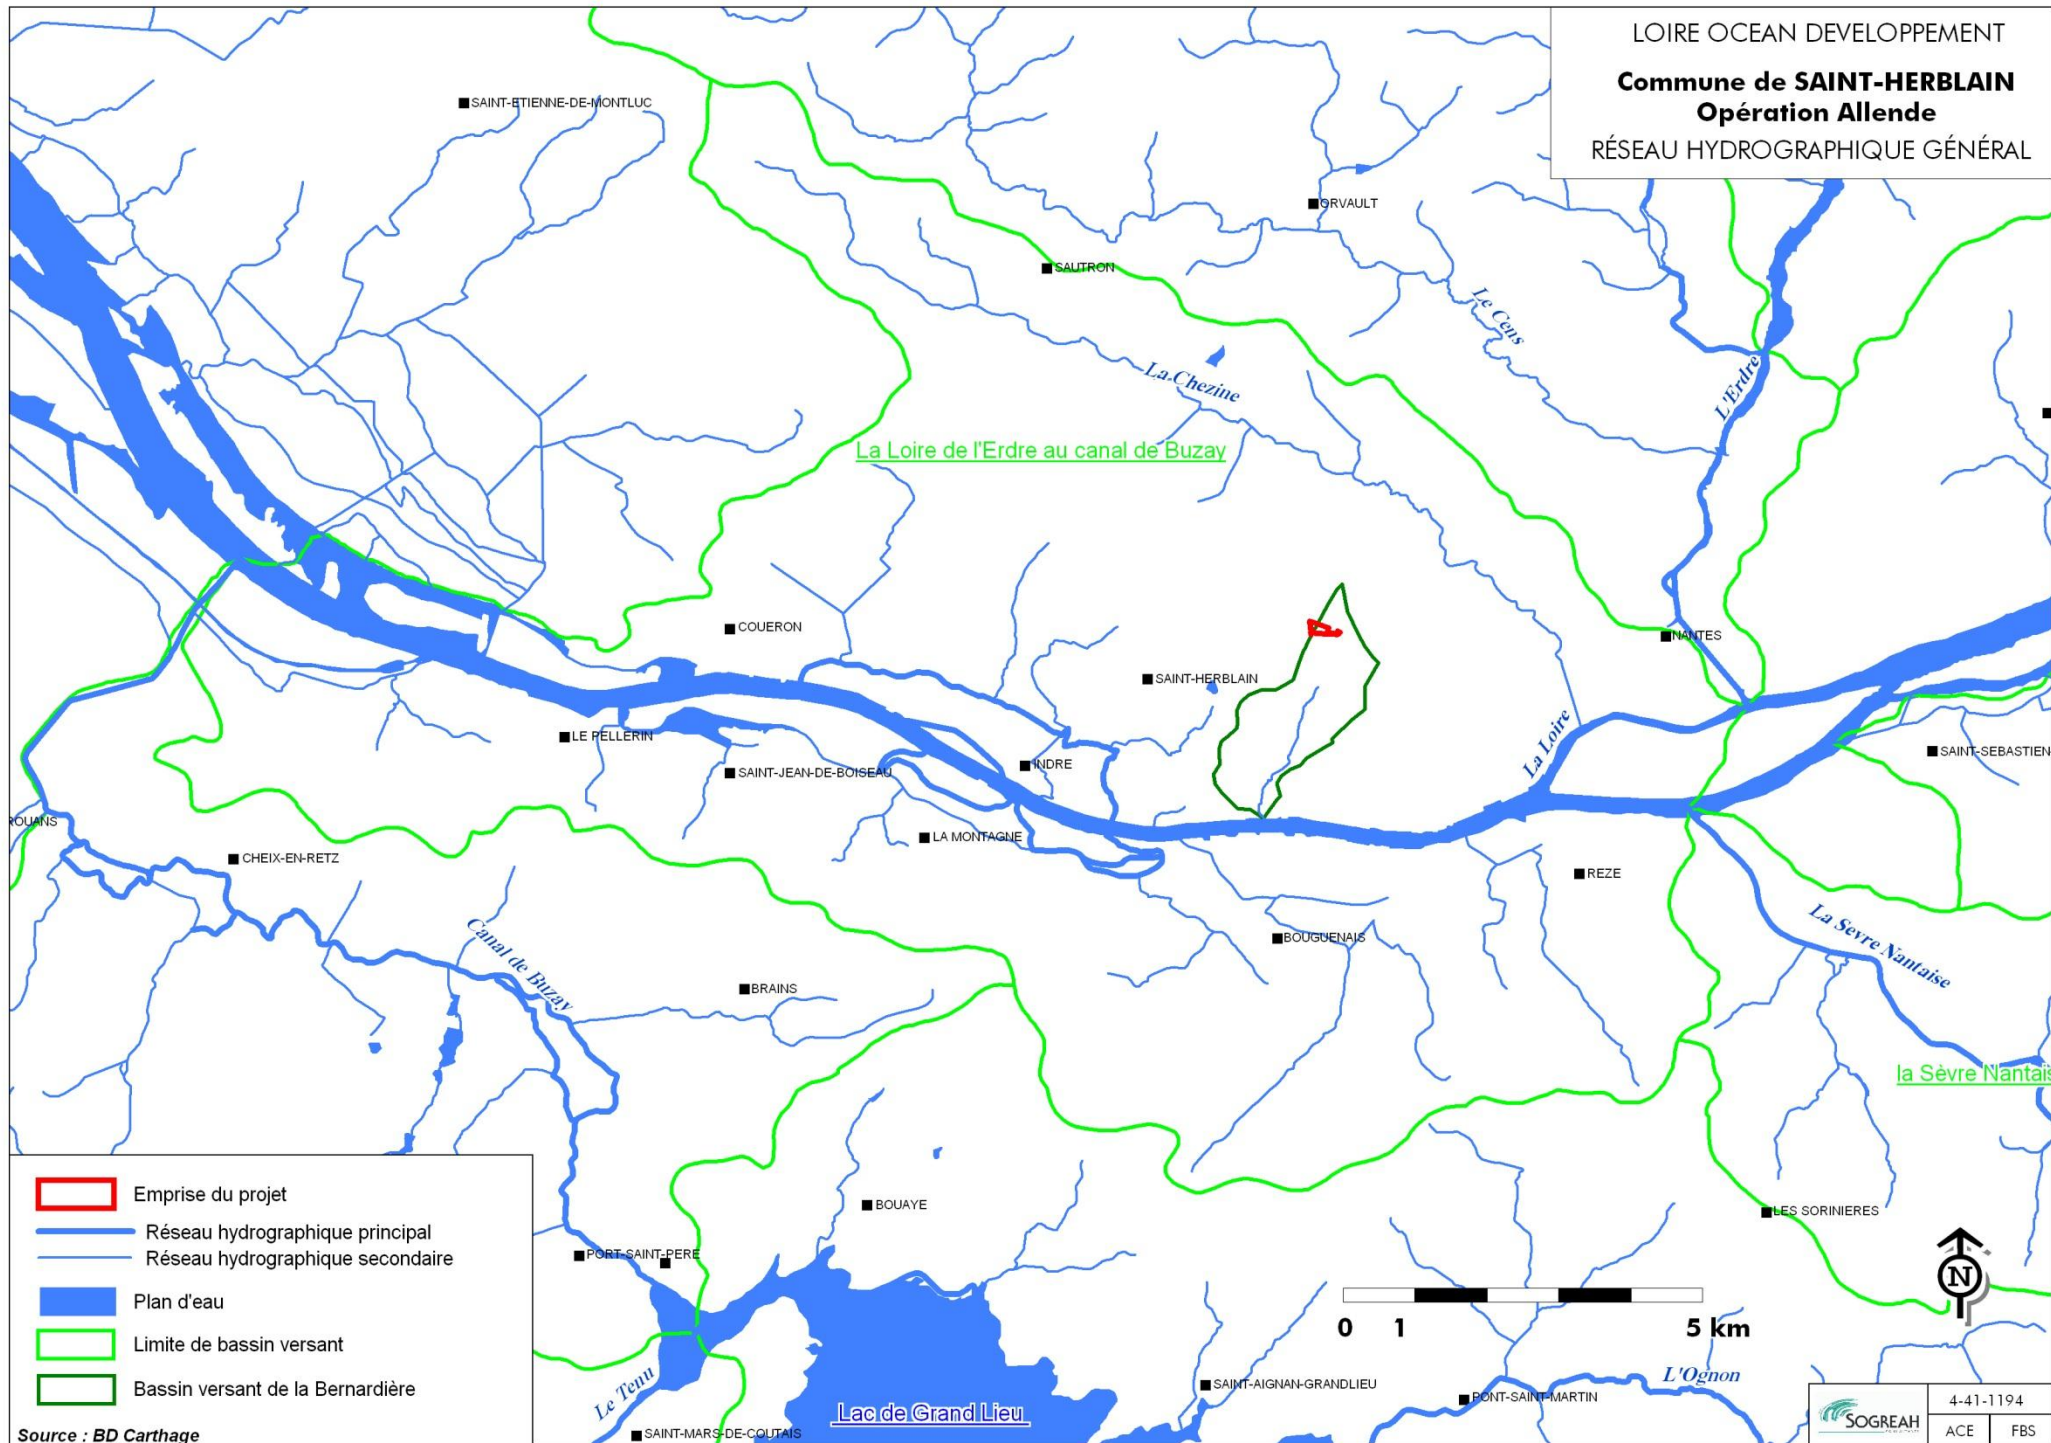 LOIRE OCEAN DEVELOPPEMENT
Commune de SAINT-HERBLAIN
Opération Allende
RÉSEAU HYDROGRAPHIQUE GÉNÉRAL
SAINT-ETIENNE-DE-MONTLUC
ORVAULT
SAUTRON
Le Cens
La Chezine
L'Erdre
La Loire de l'Erdre au canal de Buzay
COUERON
NANTES
SAINT-HERBLAIN
LE PELLERIN
La Loire
SAINT-SEBASTIEN
INDRE
SAINT-JEAN-DE-BOISEAU
ROUANS
LA MONTAGNE
CHEIX-EN-RETZ
REZE
Canal de Buzay
BOUGUENAIS
La Sevre Nantaise
BRAINS
la Sèvre Nantais
BOUAYE
LES SORINIERES
PORT-SAINT-PERE
Emprise du projet
Réseau hydrographique principal
Réseau hydrographique secondaire
Plan d'eau
Limite de bassin versant
Bassin versant de la Bernardière
Source : BD Carthage
N
0 1 5 km
Le Tenu
Lac de Grand Lieu
SAINT-AIGNAN-GRANDLIEU
PONT-SAINT-MARTIN
L'Ognon
SAINT-MARS-DE-COUTAIS
SOGREAH
4-41-1194
ACE FBS